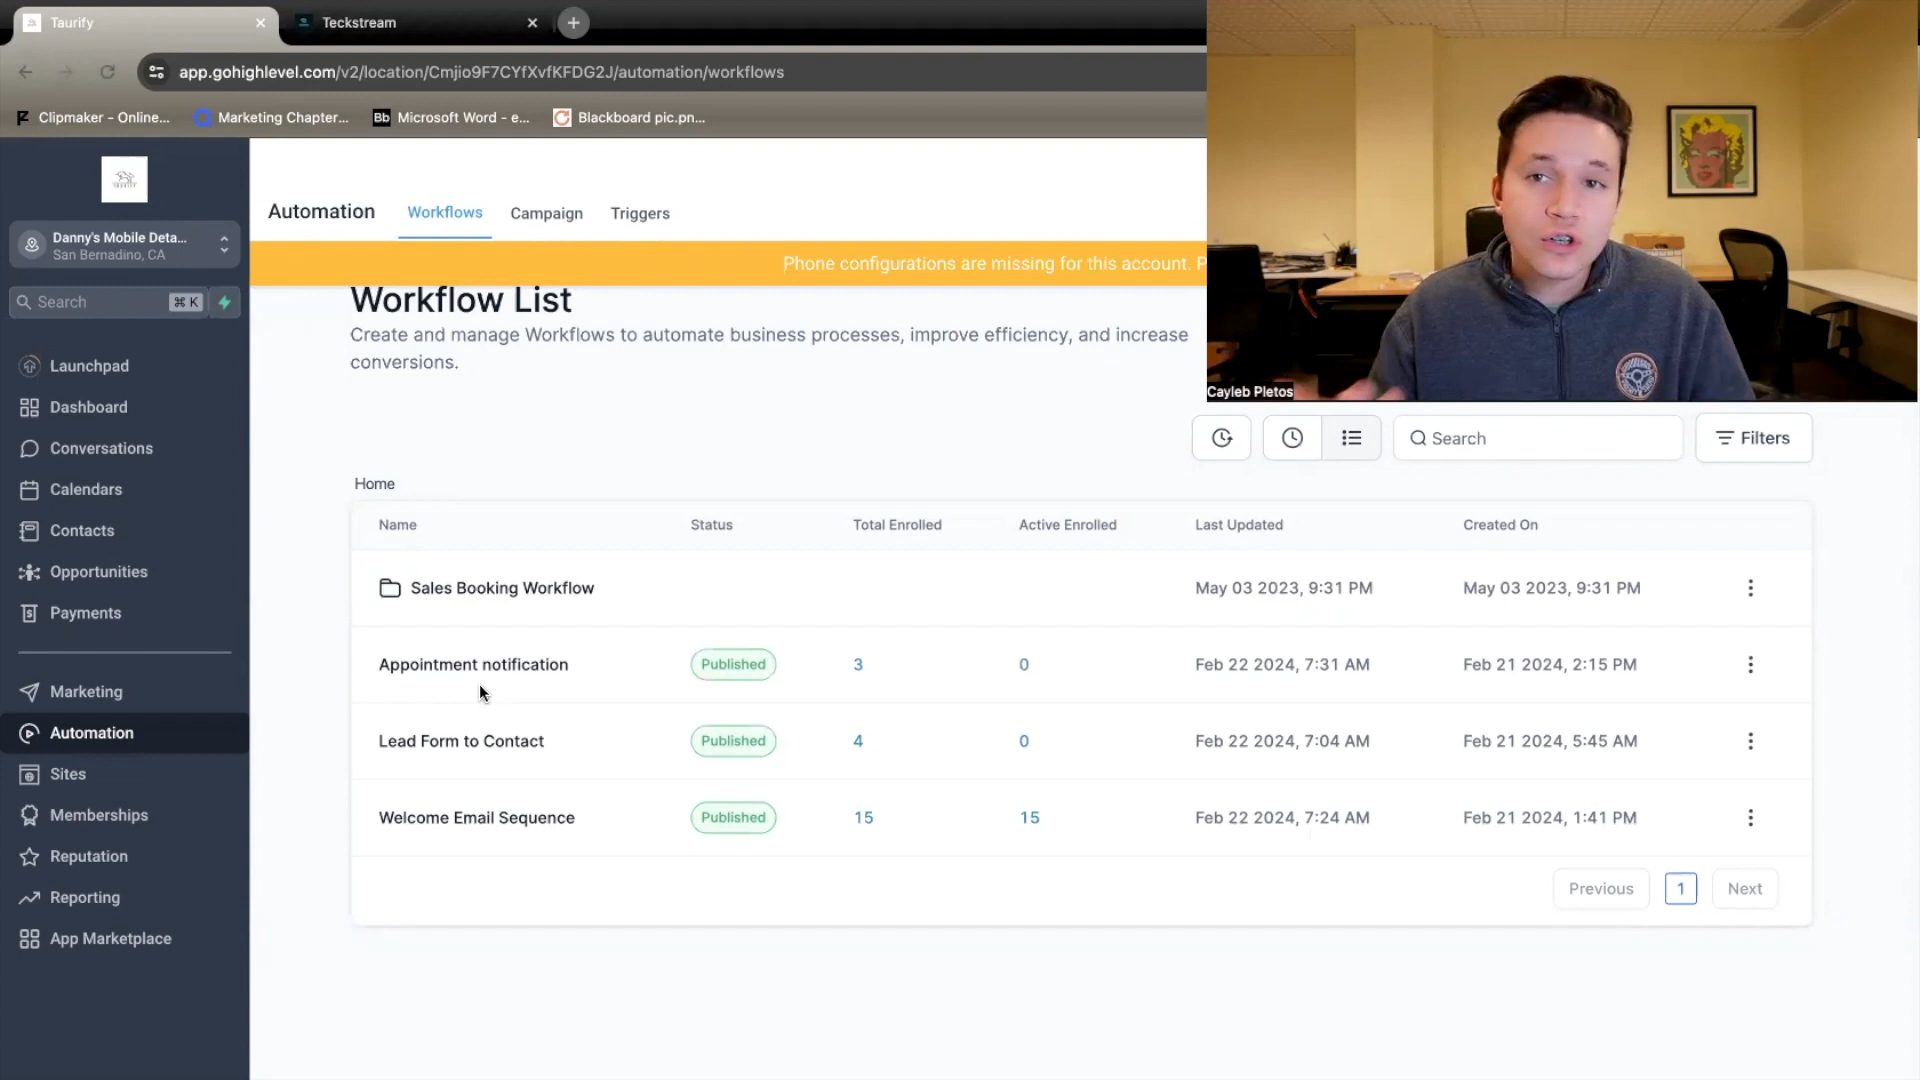 Taurify
Teckstream
app.gohighlevel.com/v2/location/Cmjio9F7CYfXvfKFDG2J/automation/workflows
Clipmaker - Online...
Marketing Chapter...
Bb Microsoft Word - e...
Blackboard pic.pn...
Danny's Mobile Deta...
San Bernadino, CA
Search ⌘ K
Launchpad
Dashboard
Conversations
Calendars
Contacts
Opportunities
Payments
Marketing
Automation
Sites
Memberships
Reputation
Reporting
App Marketplace
Automation Workflows Campaign Triggers
Phone configurations are missing for this account. P
Workflow List
Create and manage Workflows to automate business processes, improve efficiency, and increase
conversions.
Cayleb Pletos
Search Filters
Home
Name Status Total Enrolled Active Enrolled Last Updated Created On
Sales Booking Workflow May 03 2023, 9:31 PM May 03 2023, 9:31 PM
Appointment notification Published 3 0 Feb 22 2024, 7:31 AM Feb 21 2024, 2:15 PM
Lead Form to Contact Published 4 0 Feb 22 2024, 7:04 AM Feb 21 2024, 5:45 AM
Welcome Email Sequence Published 15 15 Feb 22 2024, 7:24 AM Feb 21 2024, 1:41 PM
Previous 1 Next